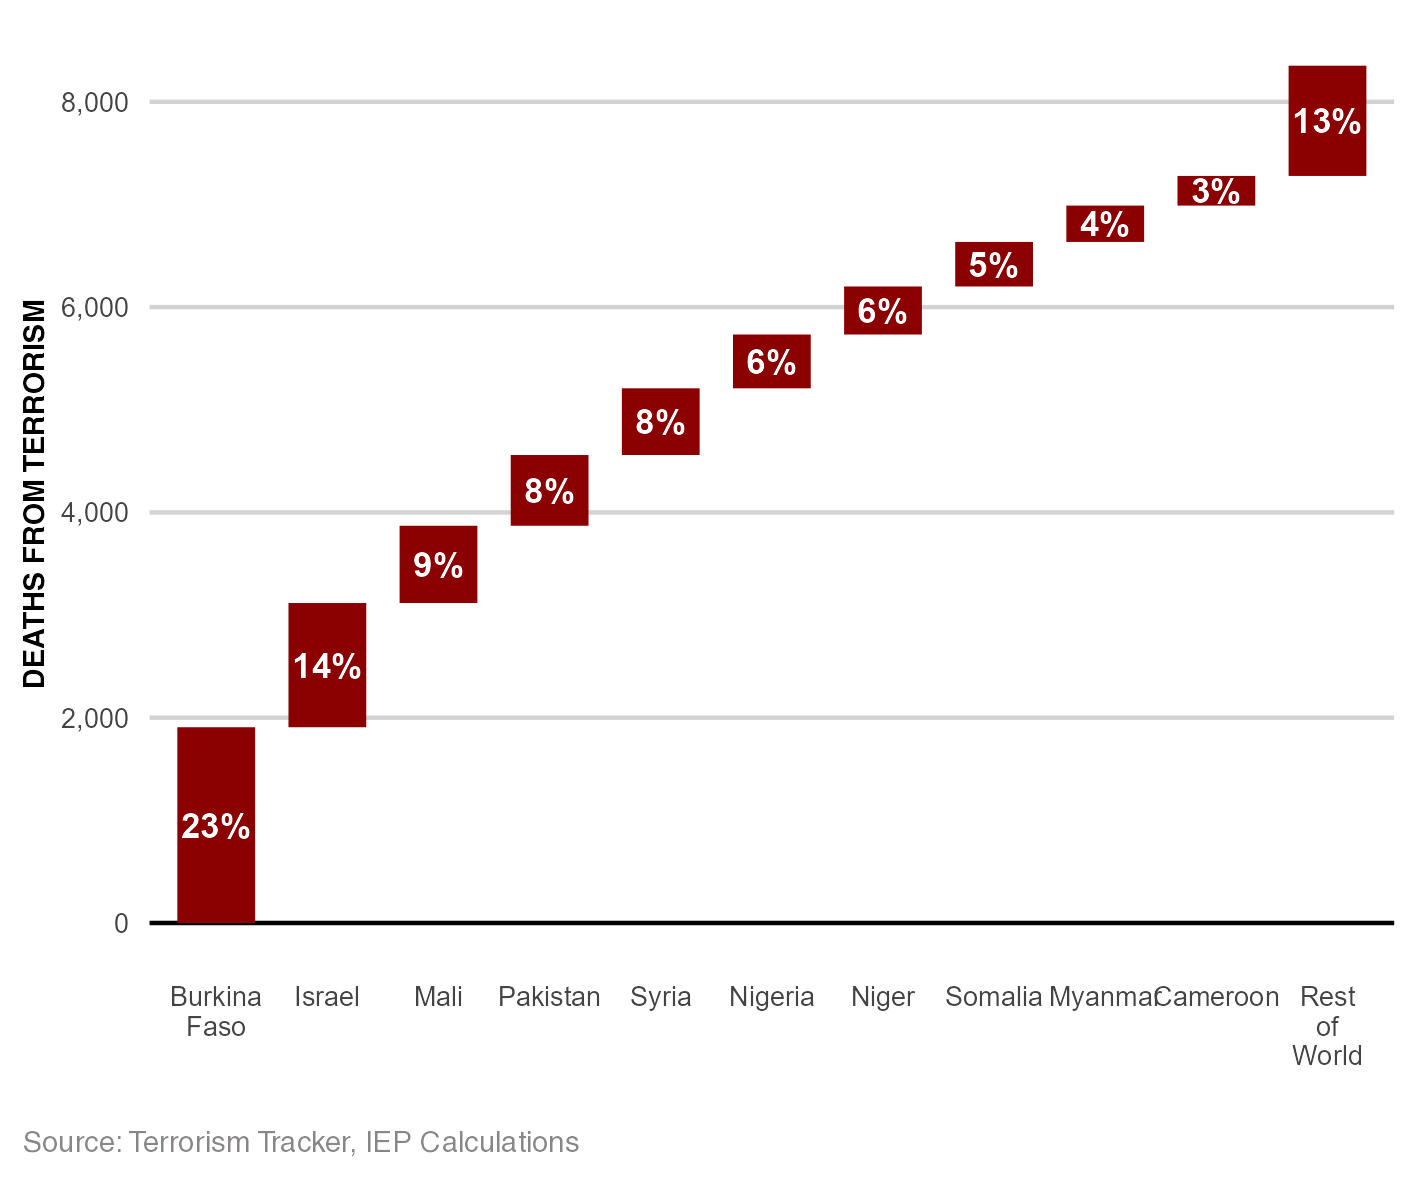 DEATHS FROM TERRORISM
8,000
6,000
4,000
2,000
0
23%
14%
9%
8%
8%
6%
6%
5%
4%
3%
13%
Burkina
Faso
Israel
Mali
Pakistan
Syria
Nigeria
Niger
Somalia
Myanmar
Cameroon
Rest
of
World
Source: Terrorism Tracker, IEP Calculations